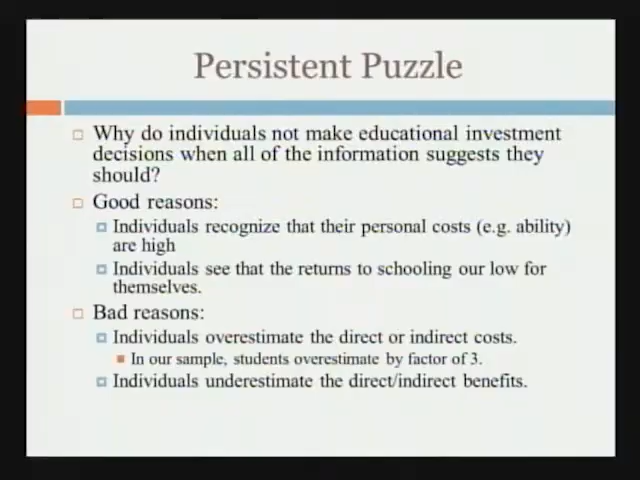 Persistent Puzzle
Why do individuals not make educational investment
decisions when all of the information suggests they
should?
Good reasons:
Individuals recognize that their personal costs (e.g. ability)
are high
Individuals see that the returns to schooling our low for
themselves.
Bad reasons:
Individuals overestimate the direct or indirect costs.
In our sample, students overestimate by factor of 3.
Individuals underestimate the direct/indirect benefits.